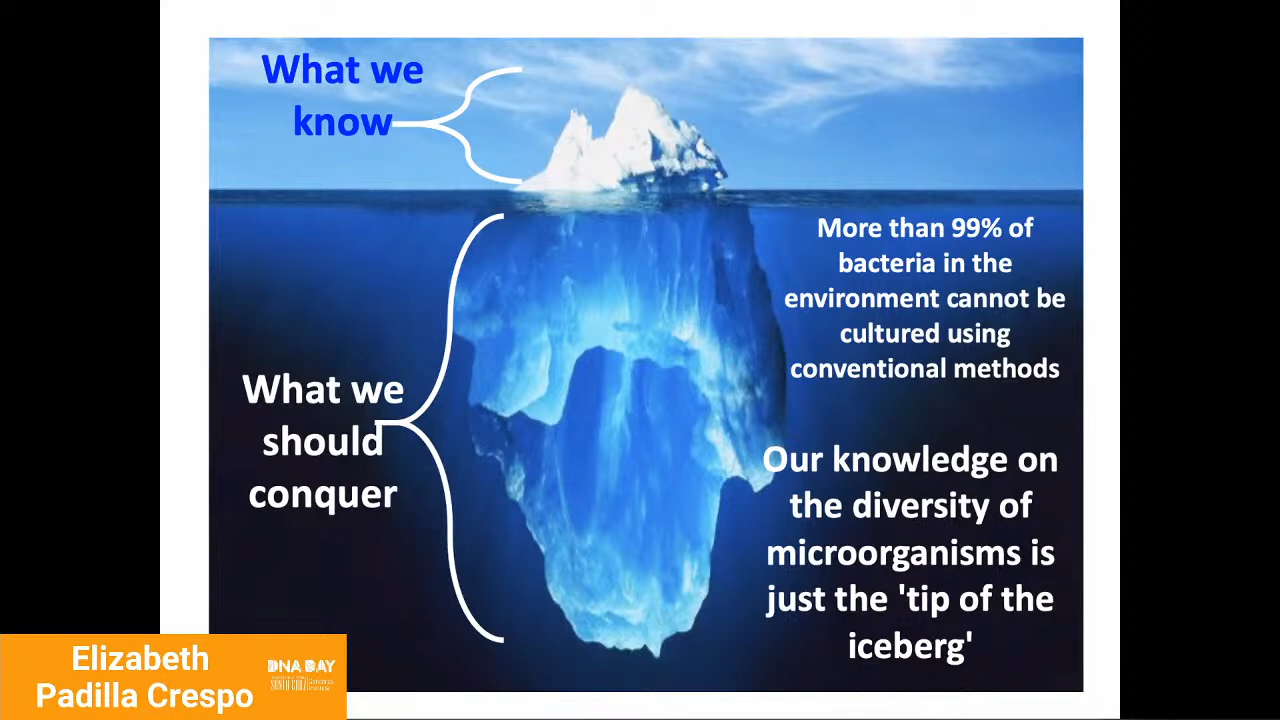 What we
know
More than 99% of
bacteria in the
environment cannot be
cultured using
conventional methods
What we
should
conquer
Our knowledge on
the diversity of
microorganisms is
just the 'tip of the
iceberg'
Elizabeth
Padilla Crespo
DNA DAY